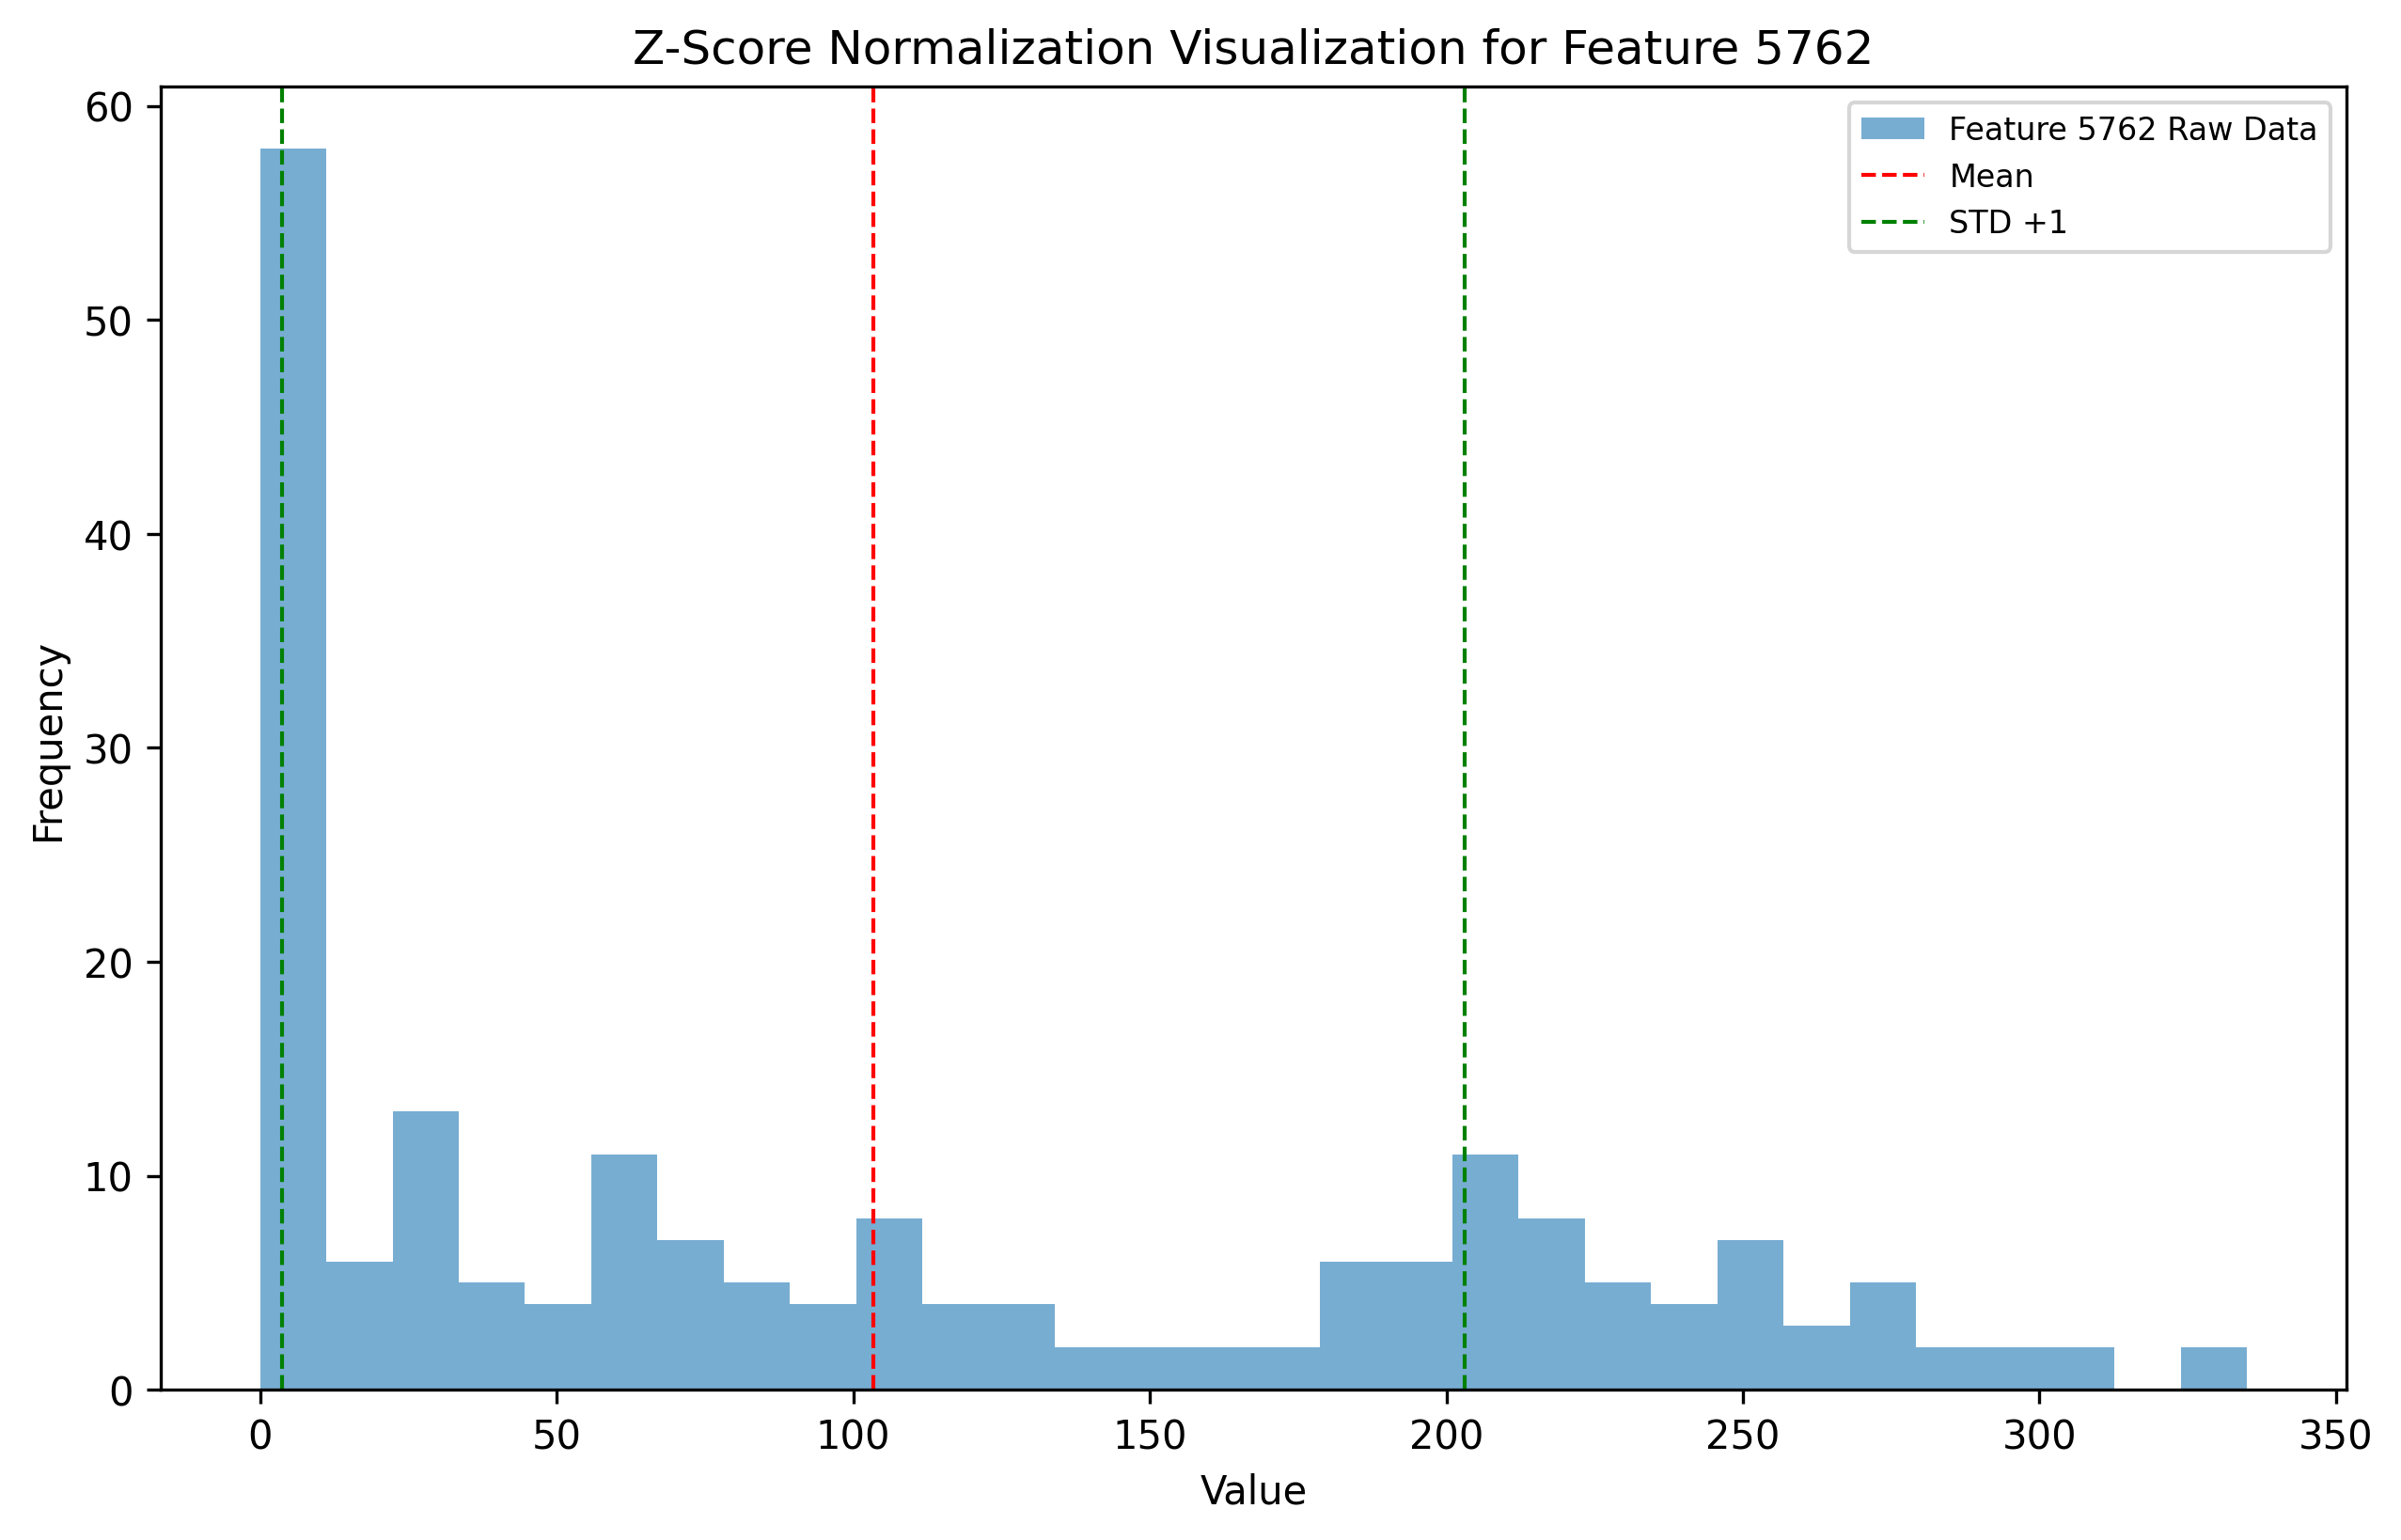 Z-Score Normalization Visualization for Feature 5762
Feature 5762 Raw Data
Mean
STD +1
60
50
40
30
20
10
0
Frequency
0 50 100 150 200 250 300 350
Value